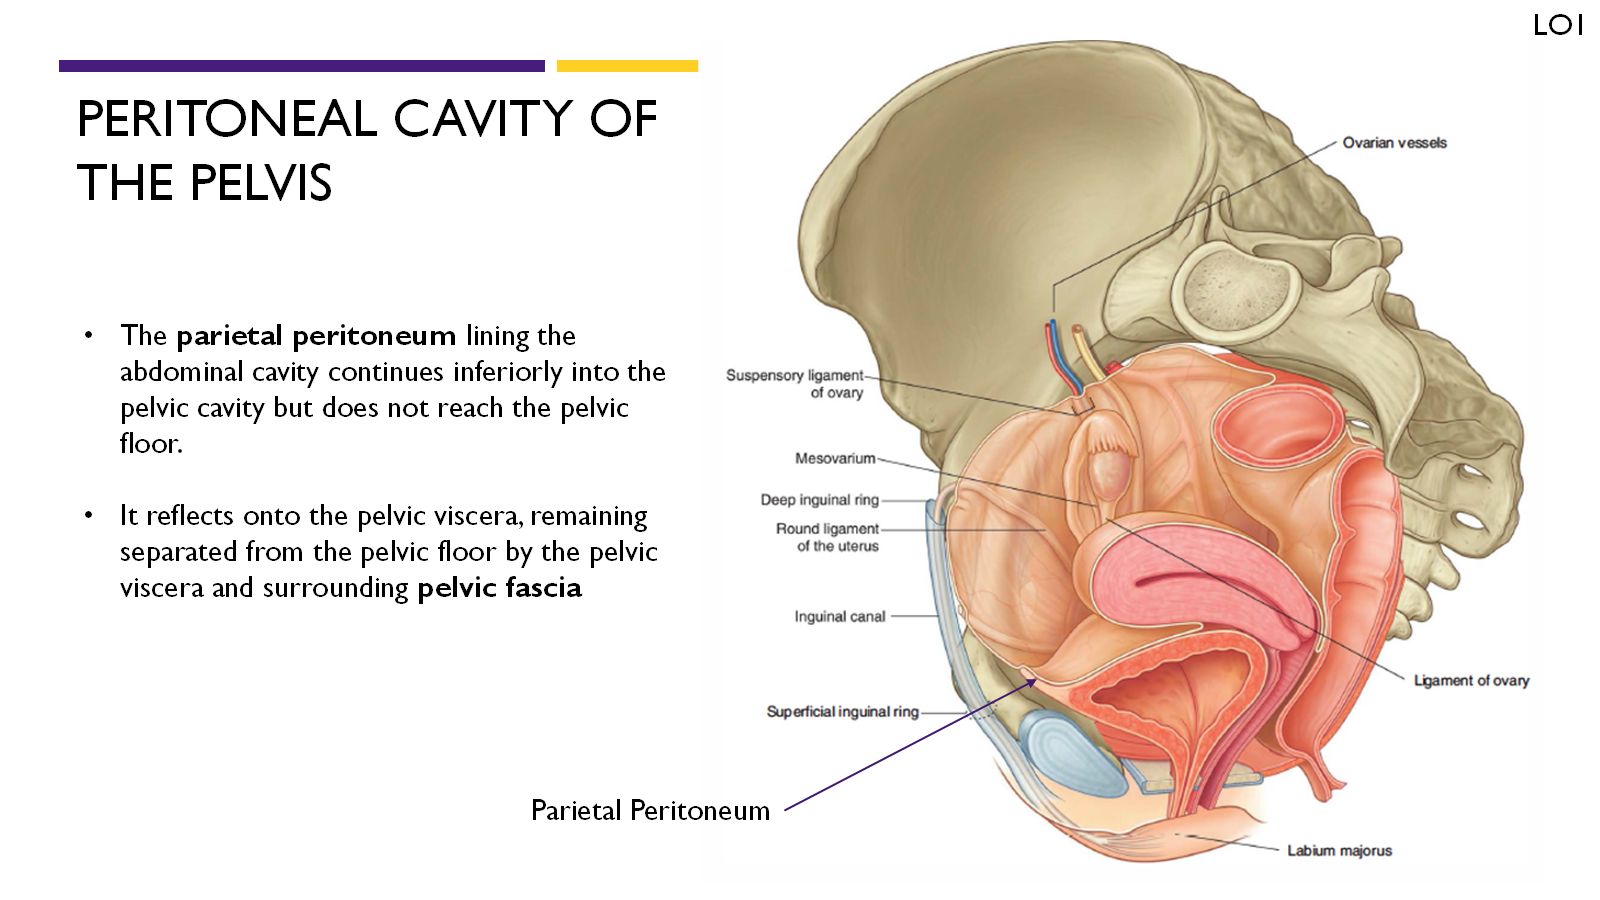 LO1
PERITONEAL CAVITY OF
THE PELVIS
• The parietal peritoneum lining the
abdominal cavity continues inferiorly into the
pelvic cavity but does not reach the pelvic
floor.
• It reflects onto the pelvic viscera, remaining
separated from the pelvic floor by the pelvic
viscera and surrounding pelvic fascia
Ovarian vessels
Suspensory ligament
of ovary
Mesovarium
Deep inguinal ring
Round ligament
of the uterus
Inguinal canal
Ligament of ovary
Superficial inguinal ring
Parietal Peritoneum
Labium majorus